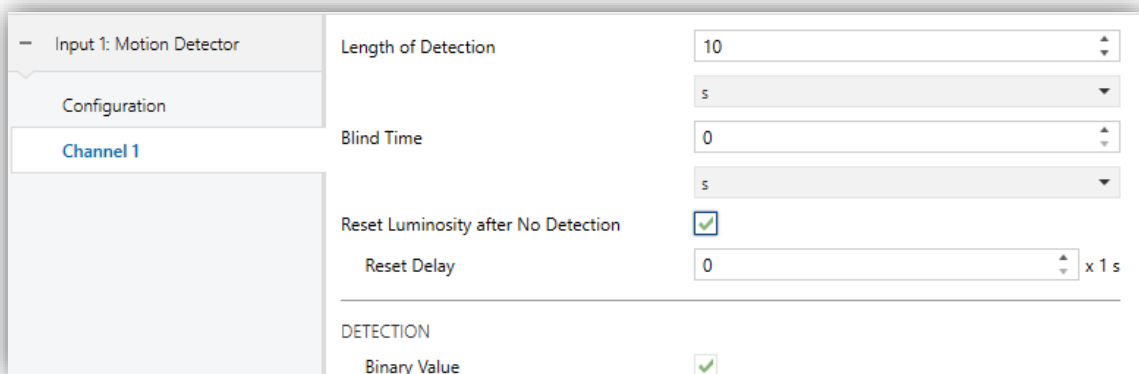 Input 1: Motion Detector
Configuration
Channel 1
Length of Detection 10
s
Blind Time 0
s
Reset Luminosity after No Detection
Reset Delay 0 x 1 s
DETECTION
Binary Value